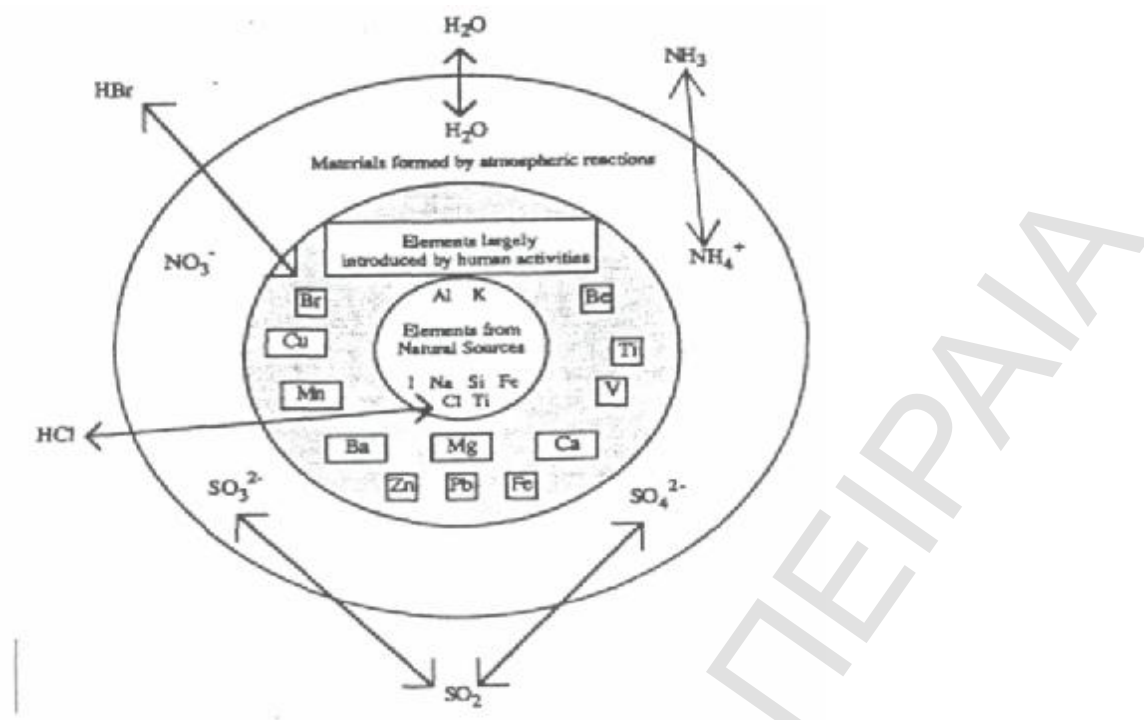 H₂O
NH₃
HBr
H₂O
Materials formed by atmospheric reactions
Elements largely
introduced by human activities
NO₃⁻
NH₄⁺
Al K
Br
Be
Elements from
Natural Sources
Cu
Ti
Mn
V
I Na Si Fe
Cl Ti
HCl
Ba
Mg
Ca
Zn
Pb
Fe
SO₃²⁻
SO₄²⁻
SO₂
ΠΕΙΡΑΙΑ